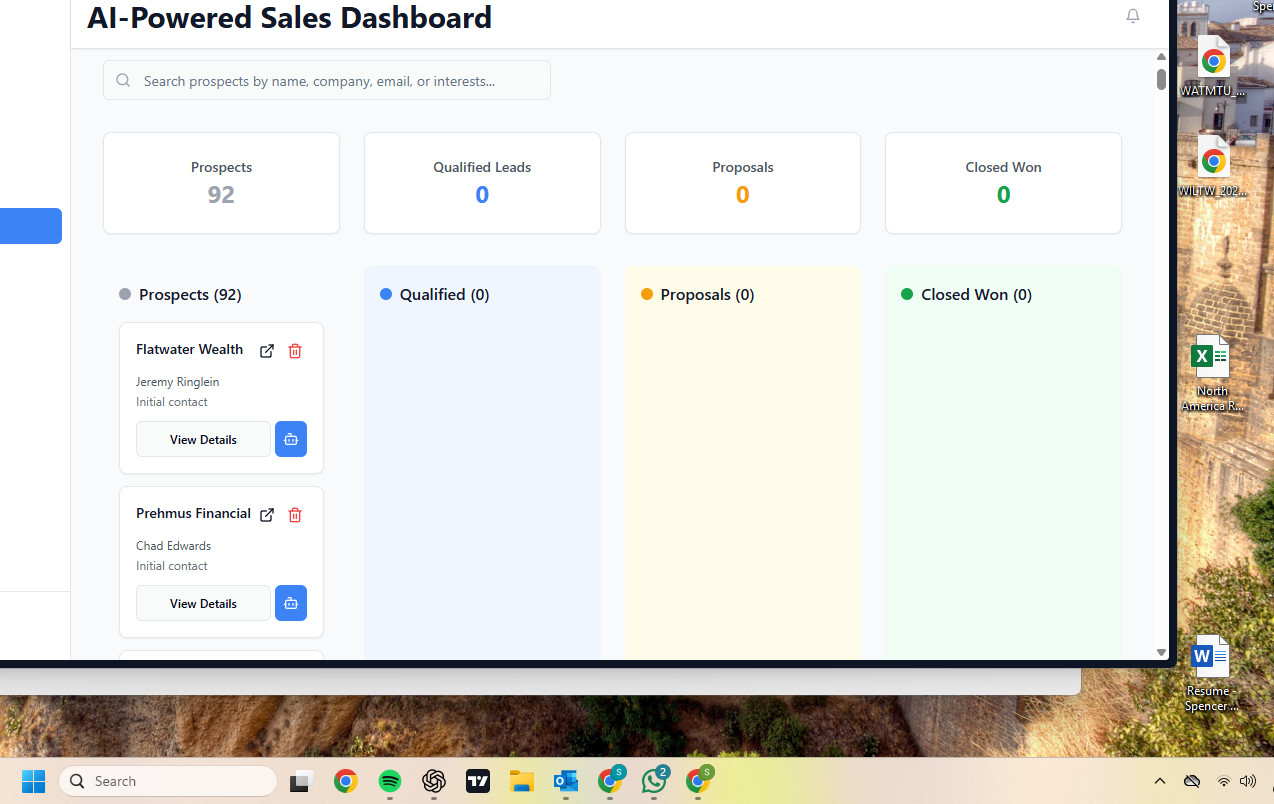 AI-Powered Sales Dashboard
Search prospects by name, company, email, or interests...
Prospects
92
Qualified Leads
0
Proposals
0
Closed Won
0
Prospects (92)
Qualified (0)
Proposals (0)
Closed Won (0)
Flatwater Wealth
Jeremy Ringlein
Initial contact
View Details
Prehmus Financial
Chad Edwards
Initial contact
View Details
Spe
WATMTU_...
WILTW_202...
North
America R...
Resume -
Spencer ...
Search
S
2
S